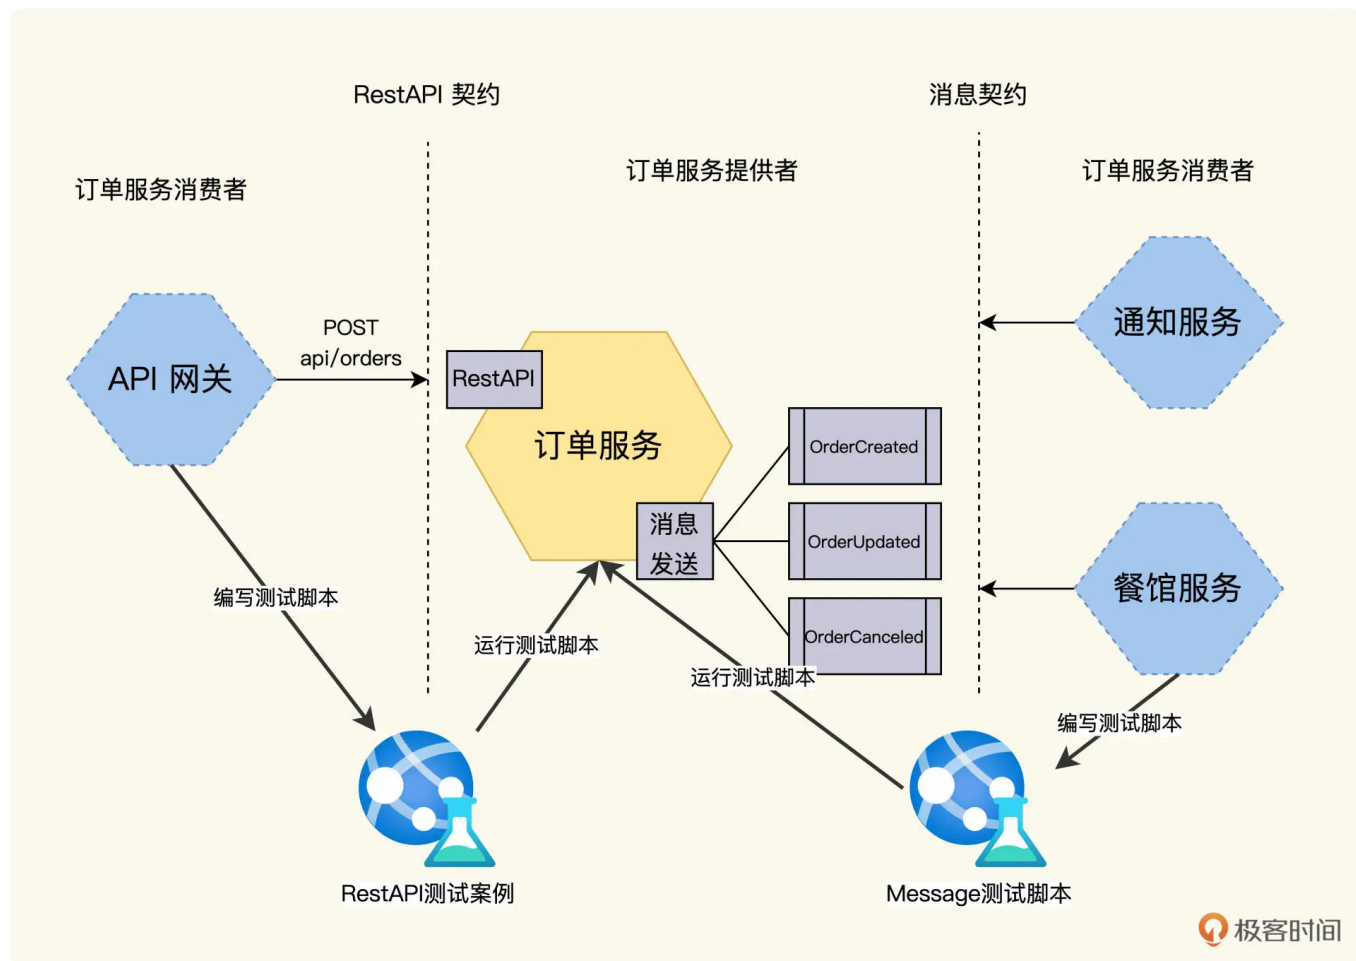 RestAPI 契约
消息契约
订单服务消费者
订单服务提供者
订单服务消费者
API 网关
POST
api/orders
RestAPI
订单服务
消息
发送
OrderCreated
OrderUpdated
OrderCanceled
通知服务
餐馆服务
编写测试脚本
运行测试脚本
运行测试脚本
编写测试脚本
RestAPI测试案例
Message测试脚本
极客时间